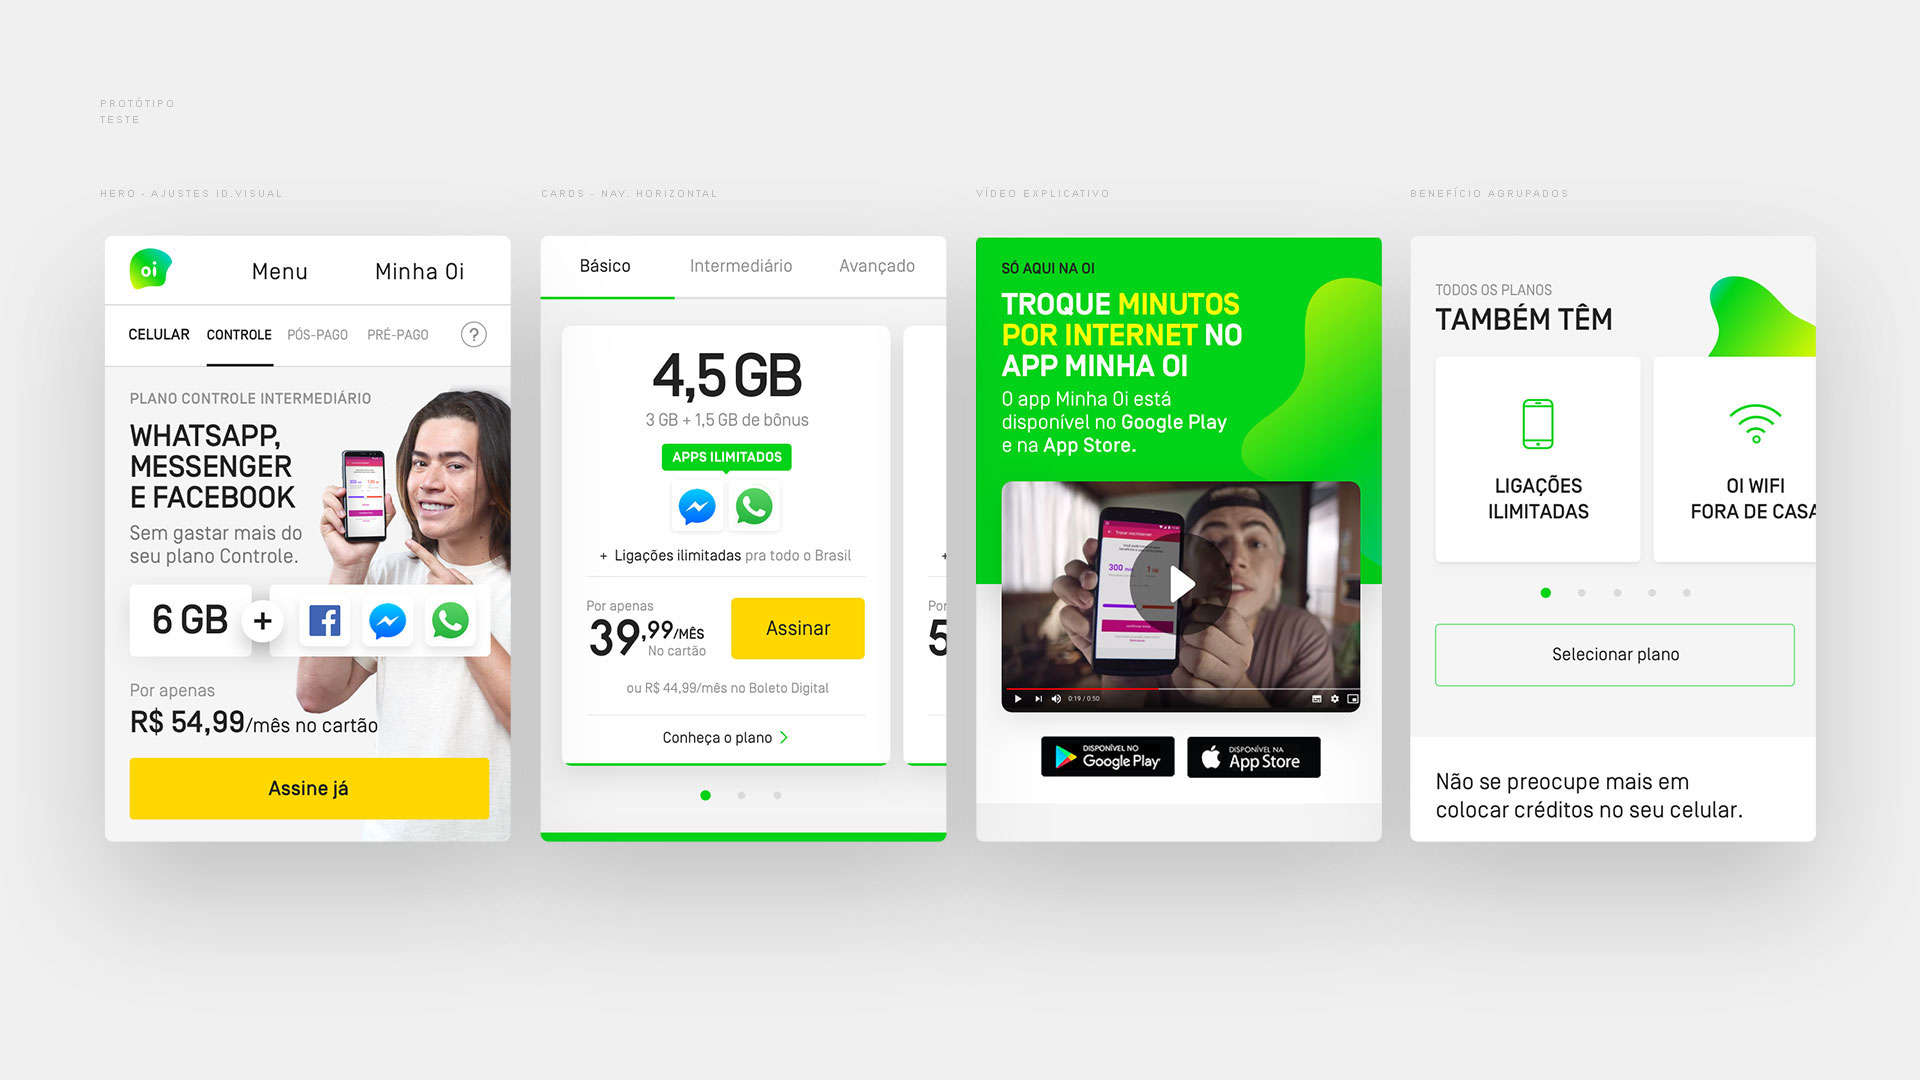 PROTÓTIPO
TESTE
HERO - AJUSTES ID.VISUAL
oi
Menu
Minha Oi
CELULAR
CONTROLE
PÓS-PAGO
PRÉ-PAGO
?
PLANO CONTROLE INTERMEDIÁRIO
WHATSAPP,
MESSENGER
E FACEBOOK
Sem gastar mais do
seu plano Controle.
6 GB
+
Por apenas
R$ 54,99/mês no cartão
Assine já
CARDS - NAV. HORIZONTAL
Básico
Intermediário
Avançado
4,5 GB
3 GB + 1,5 GB de bônus
APPS ILIMITADOS
+ Ligações ilimitadas pra todo o Brasil
Por apenas
39,99/MÊS
No cartão
Assinar
ou R$ 44,99/mês no Boleto Digital
Conheça o plano
+
Por
5
VÍDEO EXPLICATIVO
SÓ AQUI NA OI
TROQUE MINUTOS
POR INTERNET NO
APP MINHA OI
O app Minha Oi está
disponível no Google Play
e na App Store.
300
0:19 / 0:50
DISPONÍVEL NO
Google Play
DISPONÍVEL NA
App Store
BENEFÍCIO AGRUPADOS
TODOS OS PLANOS
TAMBÉM TÊM
LIGAÇÕES
ILIMITADAS
OI WIFI
FORA DE CASA
Selecionar plano
Não se preocupe mais em
colocar créditos no seu celular.